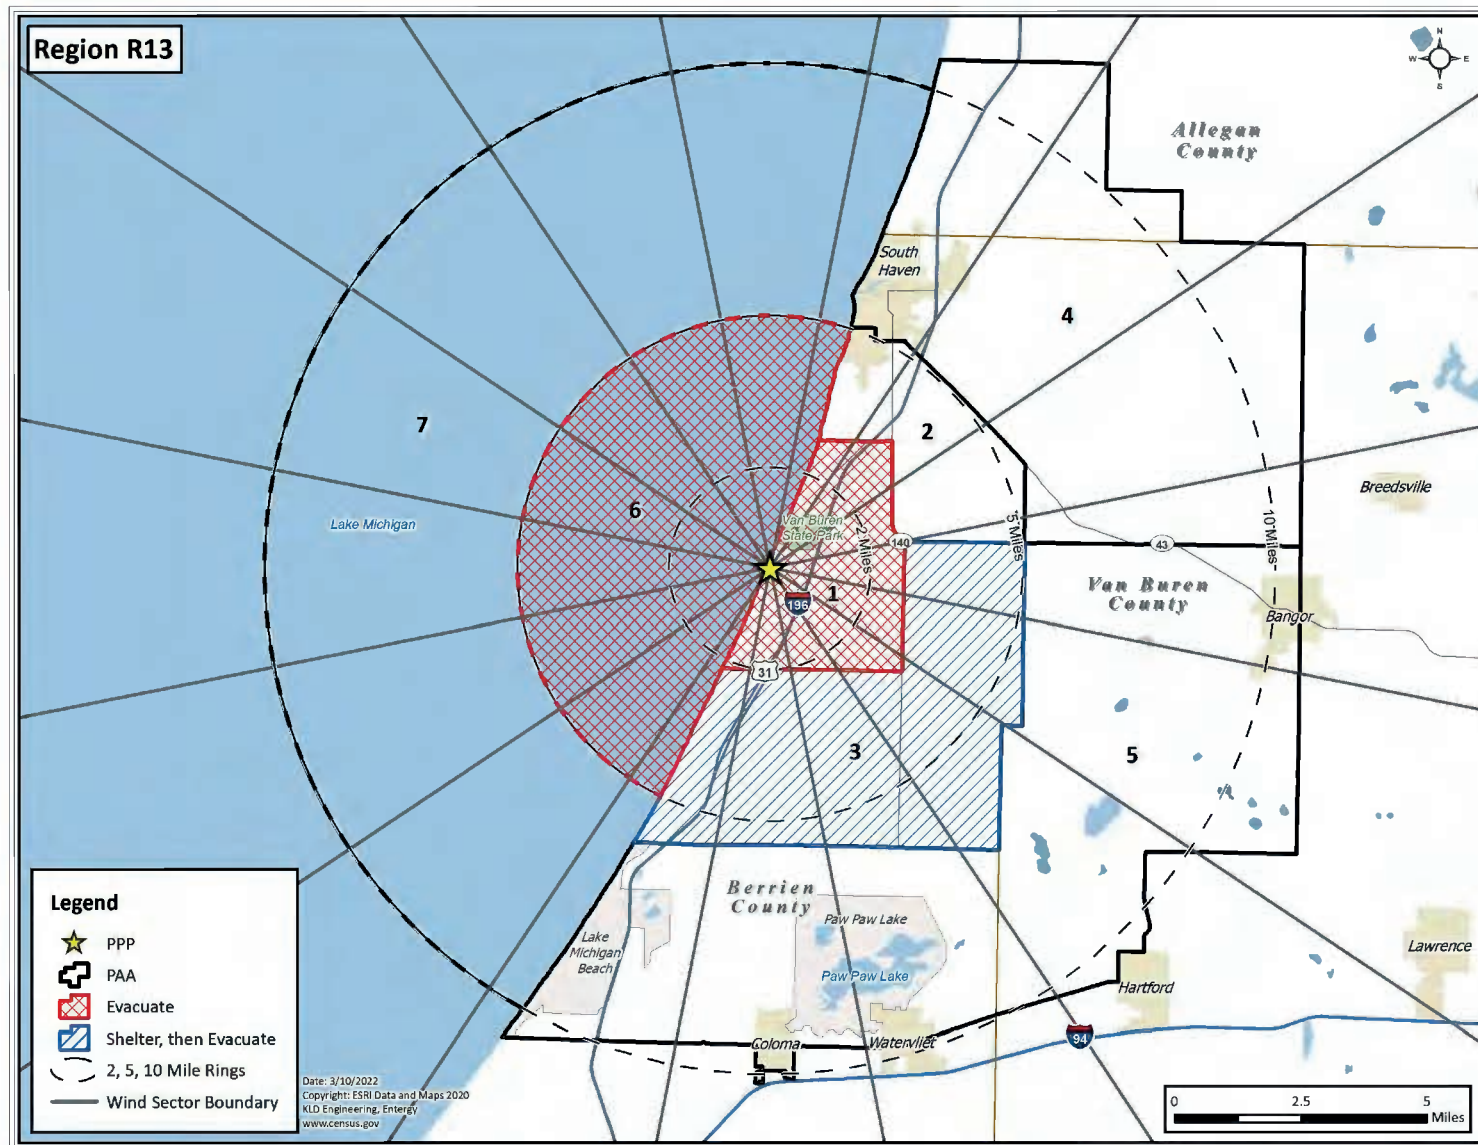 Region R13
N
W E
S
Allegan
County
South
Haven
4
7
2
Breedsville
6
Lake Michigan
Van Buren
State Park
2 Miles
5 Miles
10 Miles
140
43
Van Buren
County
1
196
Bangor
31
3
5
Berrien
County
Paw Paw Lake
Lake
Michigan
Beach
Paw Paw Lake
Lawrence
Hartford
Coloma
Watervliet
94
Legend
PPP
PAA
Evacuate
Shelter, then Evacuate
2, 5, 10 Mile Rings
Wind Sector Boundary
Date: 3/10/2022
Copyright: ESRI Data and Maps 2020
KLD Engineering, Entergy
www.census.gov
0 2.5 5
Miles